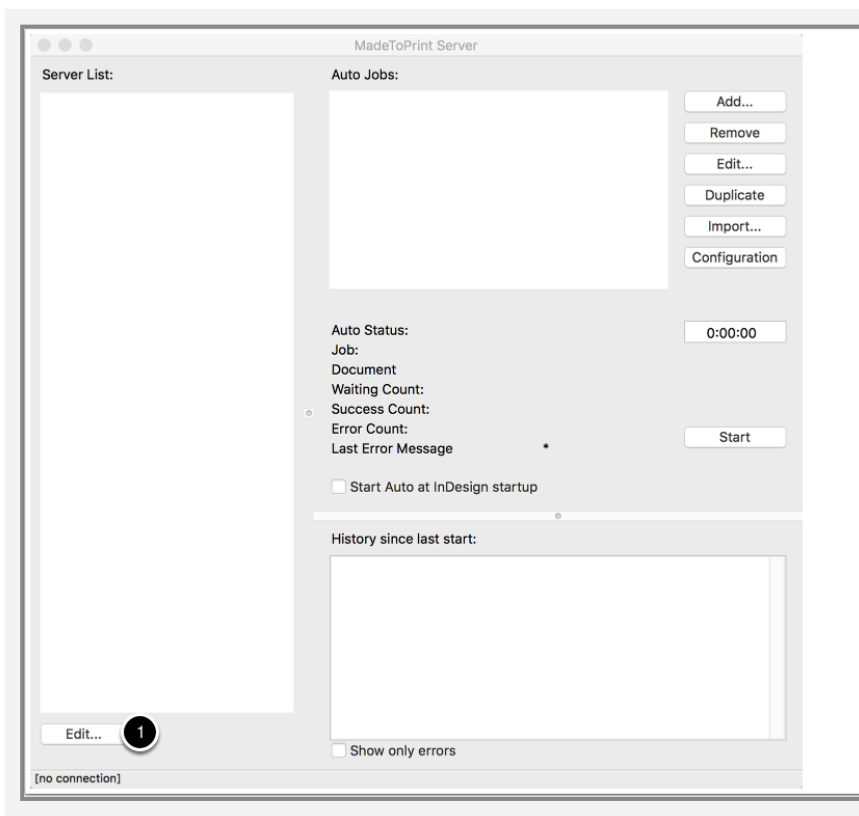 MadeToPrint Server
Server List:
Auto Jobs:
Add...
Remove
Edit...
Duplicate
Import...
Configuration
Auto Status:
0:00:00
Job:
Document
Waiting Count:
Success Count:
Error Count:
Start
Last Error Message *
Start Auto at InDesign startup
History since last start:
Edit... 1
Show only errors
[no connection]